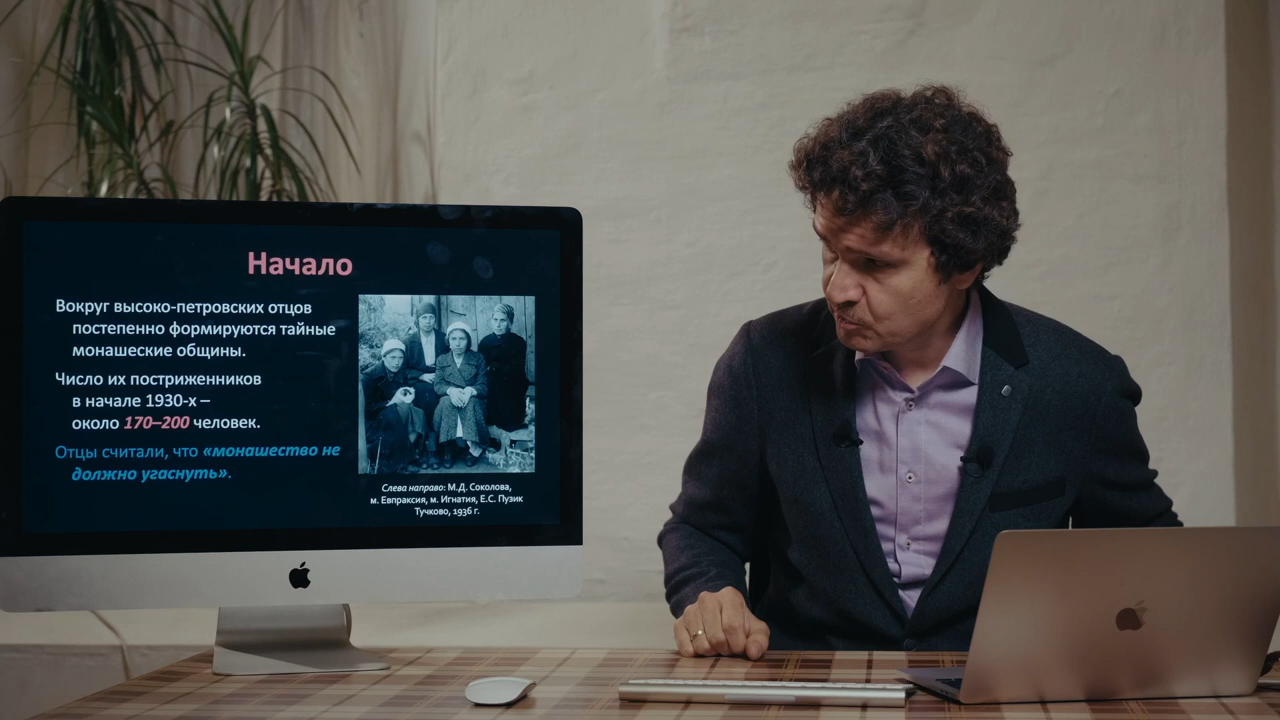 Начало
Вокруг высоко-петровских отцов
постепенно формируются тайные
монашеские общины.
Число их постриженников
в начале 1930-х –
около 170–200 человек.
Отцы считали, что «монашество не
должно угаснуть».
Слева направо: М.Д. Соколова,
м. Евпраксия, м. Игнатия, Е.С. Пузик
Тучково, 1936 г.